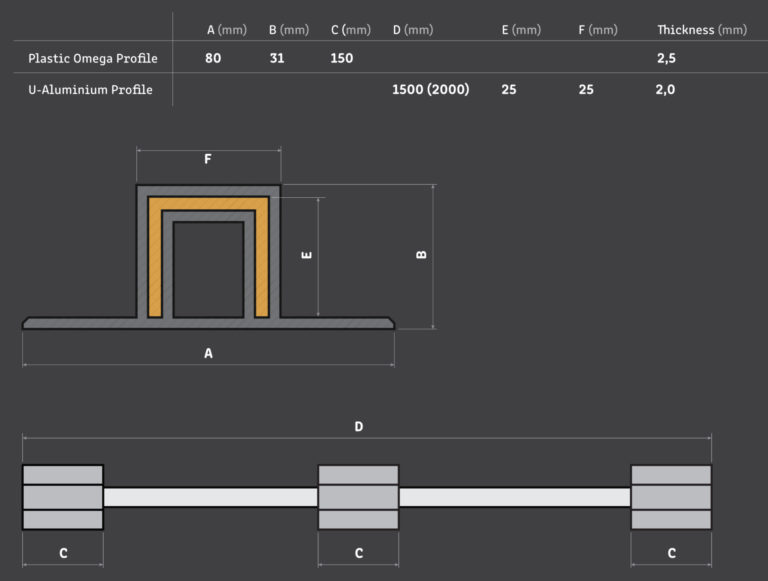 A (mm) B (mm) C (mm) D (mm) E (mm) F (mm) Thickness (mm)
Plastic Omega Profile 80 31 150 2,5
U-Aluminium Profile 1500 (2000) 25 25 2,0
F
E
B
A
D
C C C